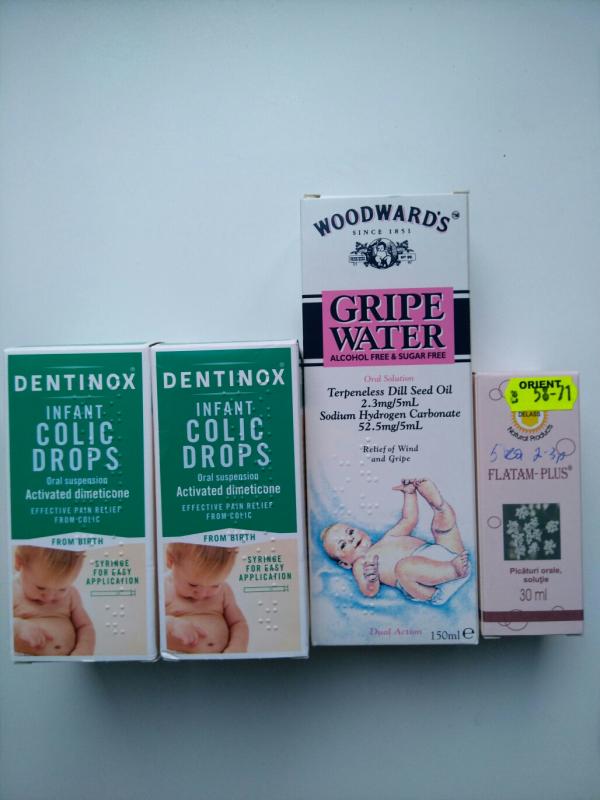 DENTINOX®
INFANT
COLIC
DROPS
Oral suspension
Activated dimeticone
EFFECTIVE PAIN RELIEF
FROM COLIC
FROM BIRTH
SYRINGE
FOR EASY
APPLICATION
DENTINOX®
INFANT
COLIC
DROPS
Oral suspension
Activated dimeticone
EFFECTIVE PAIN RELIEF
FROM COLIC
FROM BIRTH
SYRINGE
FOR EASY
APPLICATION
WOODWARD'S™
SINCE 1851
GRIPE
WATER
ALCOHOL FREE & SUGAR FREE
Oral Solution
Terpeneless Dill Seed Oil
2.3mg/5mL
Sodium Hydrogen Carbonate
52.5mg/5mL
Relief of Wind
and Gripe
Dual Action
150ml e
ORIENT
58-71
DELASS
Natural Products
FLATAM-PLUS®
Picături orale,
soluţie
30 ml